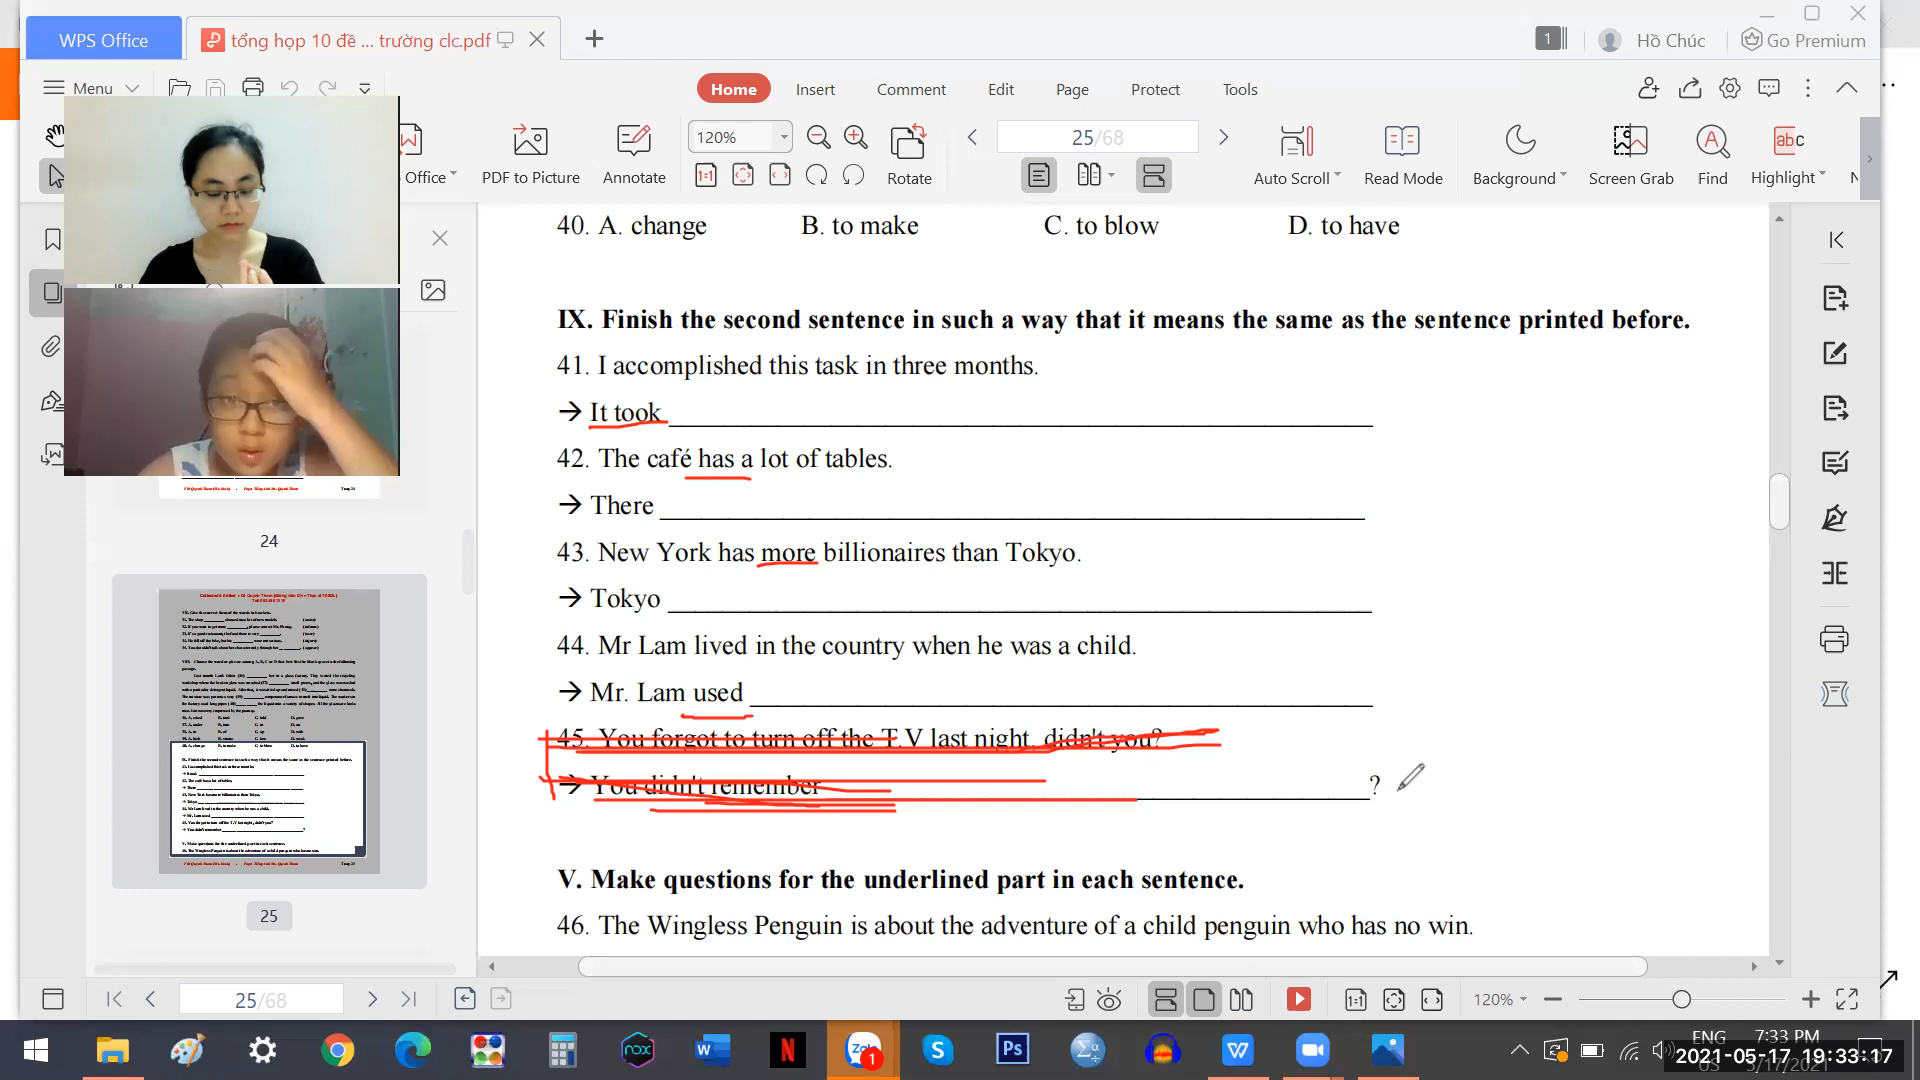 WPS Office
tổng hợp 10 đề ... trường clc.pdf
1
Hồ Chúc
Go Premium
Menu
Home
Insert
Comment
Edit
Page
Protect
Tools
Office
PDF to Picture
Annotate
120%
Rotate
25/68
Auto Scroll
Read Mode
Background
Screen Grab
Find
Highlight
40. A. change B. to make C. to blow D. to have
IX. Finish the second sentence in such a way that it means the same as the sentence printed before.
41. I accomplished this task in three months.
→ It took
42. The café has a lot of tables.
→ There
43. New York has more billionaires than Tokyo.
→ Tokyo
44. Mr Lam lived in the country when he was a child.
→ Mr. Lam used
45. You forgot to turn off the T.V last night, didn't you?
→ You didn't remember ?
V. Make questions for the underlined part in each sentence.
46. The Wingless Penguin is about the adventure of a child penguin who has no win.
24
25
25/68
120%
ENG
7:33 PM
2021-05-17 19:33:17